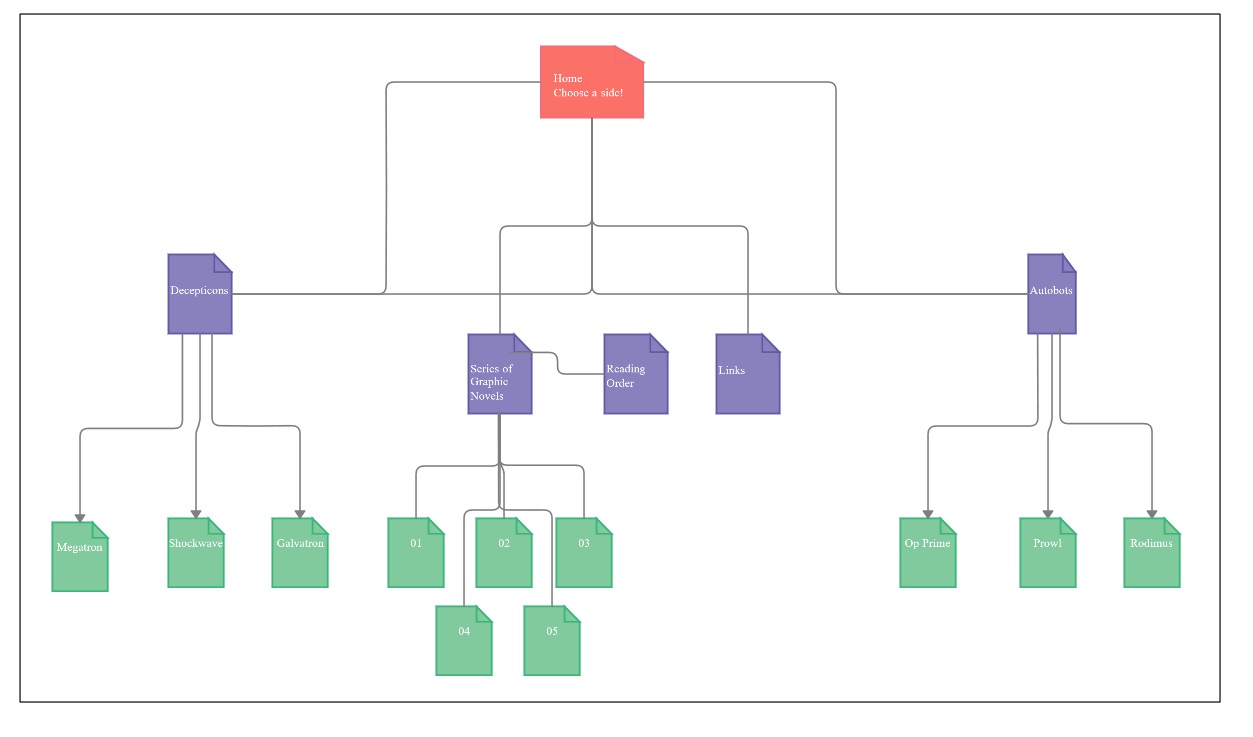 Home
Choose a side!
Decepticons
Autobots
Series of
Graphic
Novels
Reading
Order
Links
Megatron
Shockwave
Galvatron
01
02
03
Op Prime
Prowl
Rodimus
04
05